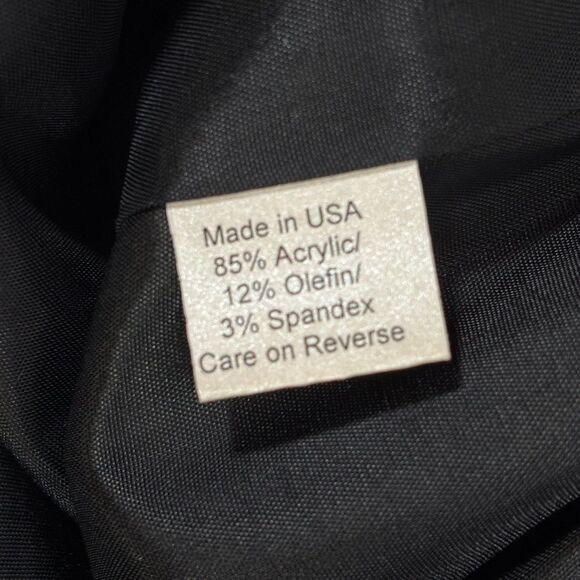 Made in USA
85% Acrylic/
12% Olefin/
3% Spandex
Care on Reverse